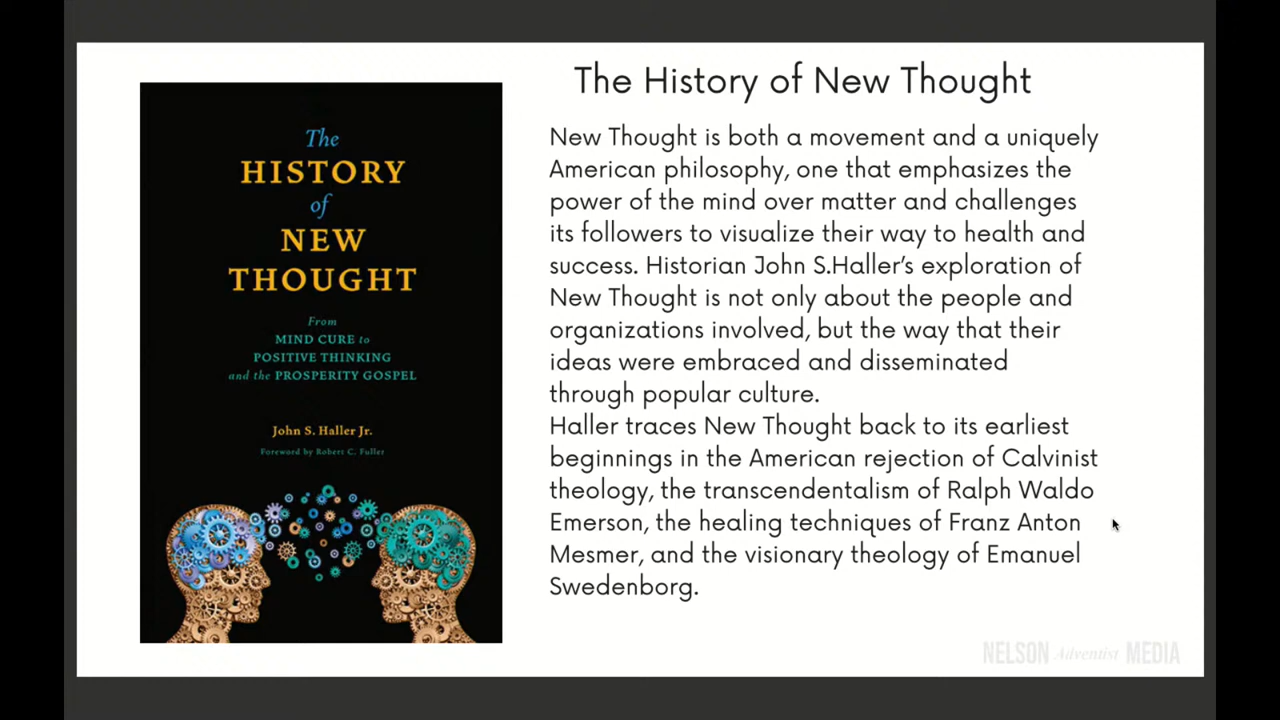 The
HISTORY
of
NEW
THOUGHT
From
MIND CURE to
POSITIVE THINKING
and the PROSPERITY GOSPEL
John S. Haller Jr.
Foreword by Robert C. Fuller
The History of New Thought
New Thought is both a movement and a uniquely
American philosophy, one that emphasizes the
power of the mind over matter and challenges
its followers to visualize their way to health and
success. Historian John S.Haller’s exploration of
New Thought is not only about the people and
organizations involved, but the way that their
ideas were embraced and disseminated
through popular culture.
Haller traces New Thought back to its earliest
beginnings in the American rejection of Calvinist
theology, the transcendentalism of Ralph Waldo
Emerson, the healing techniques of Franz Anton
Mesmer, and the visionary theology of Emanuel
Swedenborg.
NELSON Adventist MEDIA